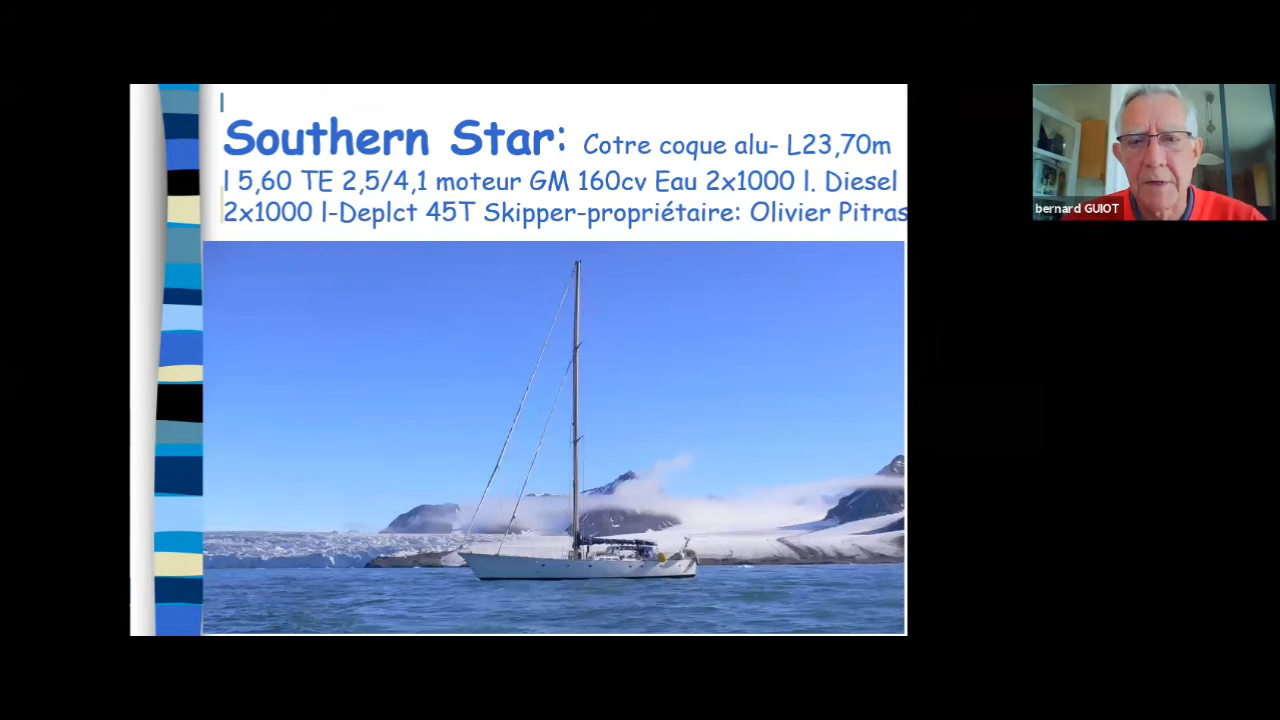 Southern Star: Cotre coque alu- L23,70m
l 5,60 TE 2,5/4,1 moteur GM 160cv Eau 2x1000 l. Diesel
2x1000 l-Deplct 45T Skipper-propriétaire: Olivier Pitras
bernard GUIOT